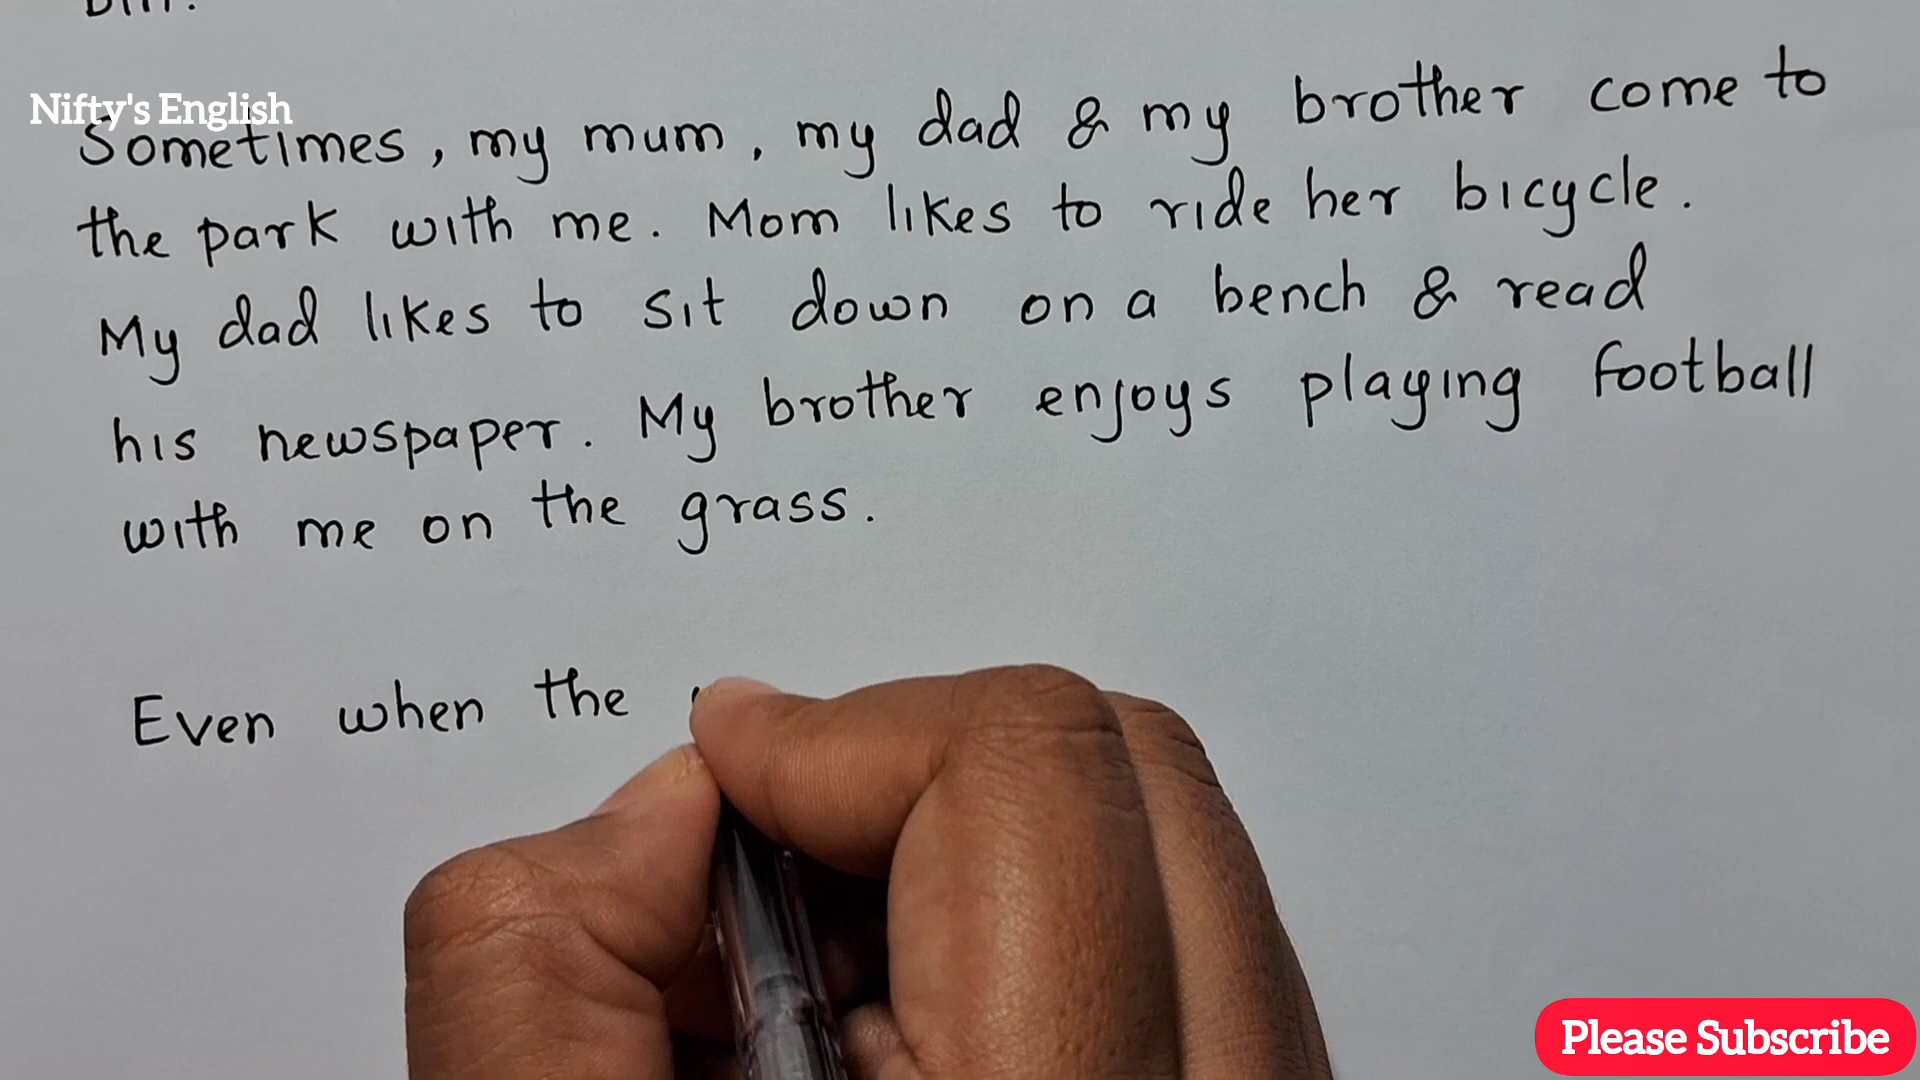 Nifty's English
Sometimes, my mum, my dad & my brother come to
the park with me. Mom likes to ride her bicycle.
My dad likes to sit down on a bench & read
his newspaper. My brother enjoys playing football
with me on the grass.
Even when the
Please Subscribe